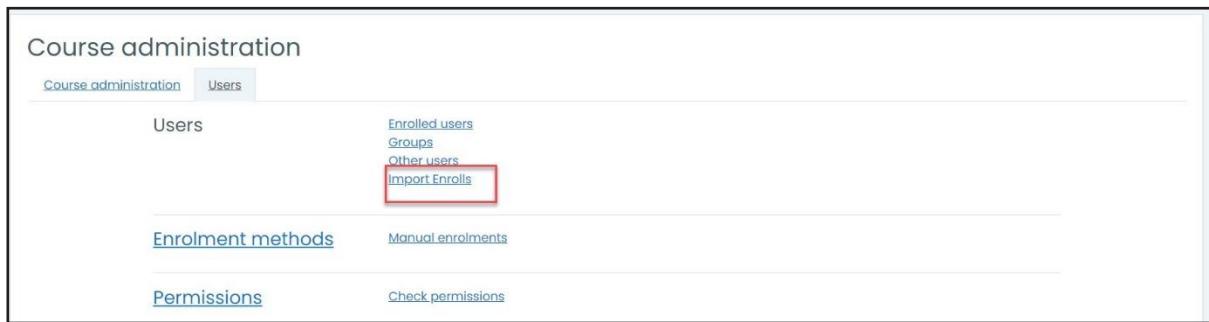 Course administration
Course administration Users
Users Enrolled users
Groups
Other users
Import Enrolls
Enrolment methods Manual enrolments
Permissions Check permissions